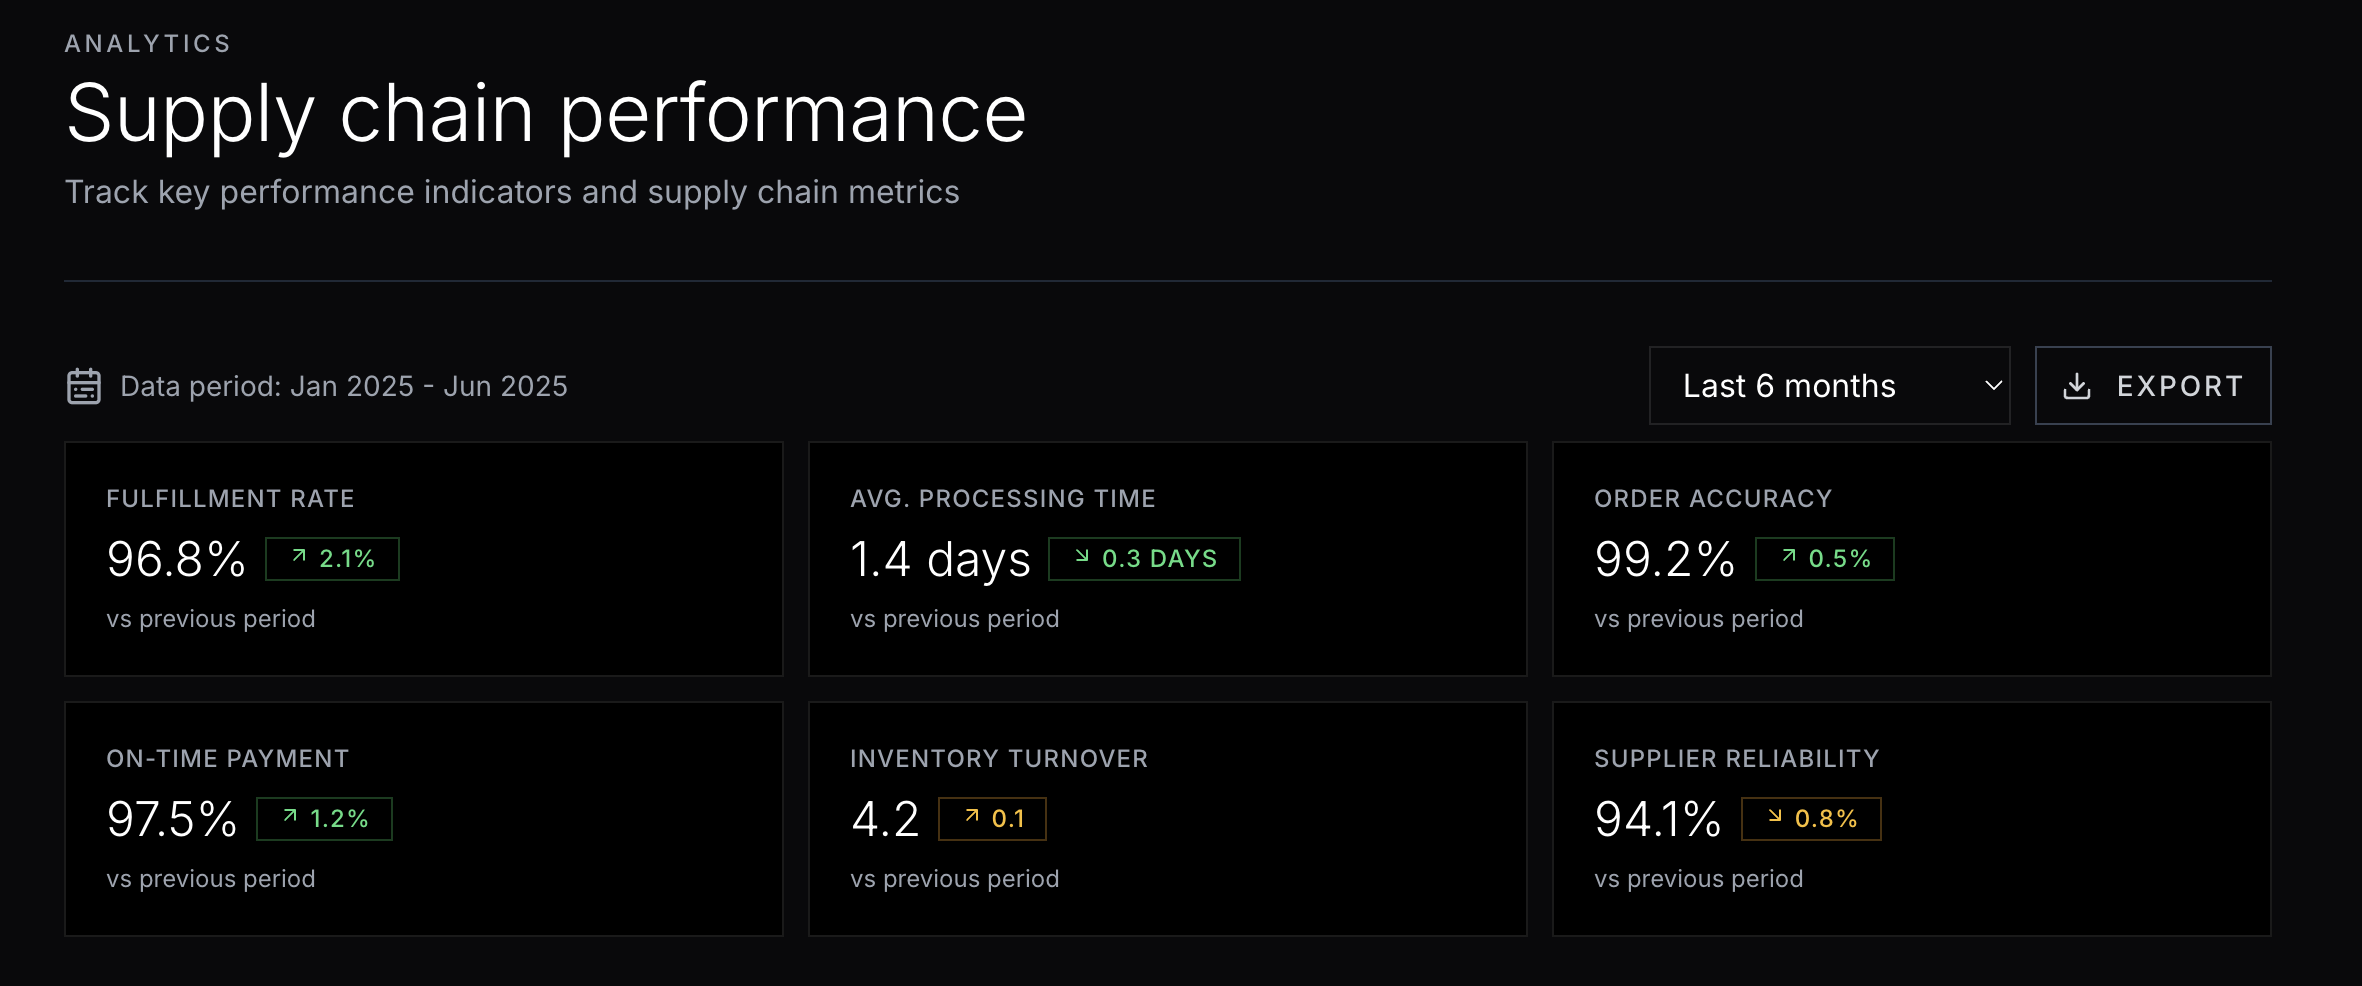 ANALYTICS
Supply chain performance
Track key performance indicators and supply chain metrics
Data period: Jan 2025 - Jun 2025
Last 6 months
EXPORT
FULFILLMENT RATE
96.8% ↗ 2.1%
vs previous period
AVG. PROCESSING TIME
1.4 days ↘ 0.3 DAYS
vs previous period
ORDER ACCURACY
99.2% ↗ 0.5%
vs previous period
ON-TIME PAYMENT
97.5% ↗ 1.2%
vs previous period
INVENTORY TURNOVER
4.2 ↗ 0.1
vs previous period
SUPPLIER RELIABILITY
94.1% ↘ 0.8%
vs previous period